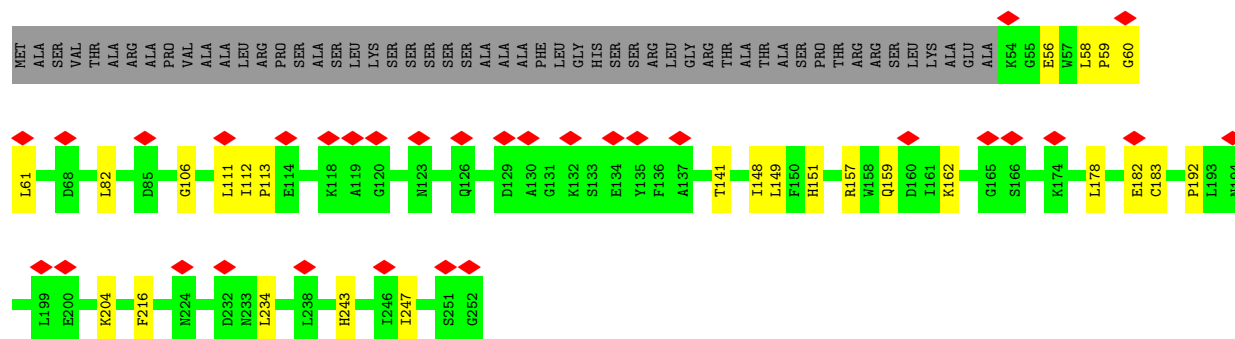 MET ALA SER VAL THR ALA ARG ALA PRO VAL ALA ALA LEU ARG PRO SER ALA SER LEU LYS SER SER SER SER SER ALA ALA ALA PHE LEU GLY HIS SER SER ARG LEU GLY ARG THR ALA THR ALA SER PRO THR ARG ARG SER LEU LYS ALA GLU ALA K54 G55 E56 W57 L58 P59 G60
L61 D68 L82 D85 G106 L111 I112 P113 E114 K118 A119 G120 N123 Q126 D129 A130 G131 K132 S133 E134 Y135 F136 A137 T141 I148 L149 F150 H151 R157 W158 Q159 D160 I161 K162 G165 S166 K174 L178 E182 C183 P192 L193 N194
L199 E200 K204 F216 N224 D232 N233 L234 L238 H243 I246 I247 S251 G252